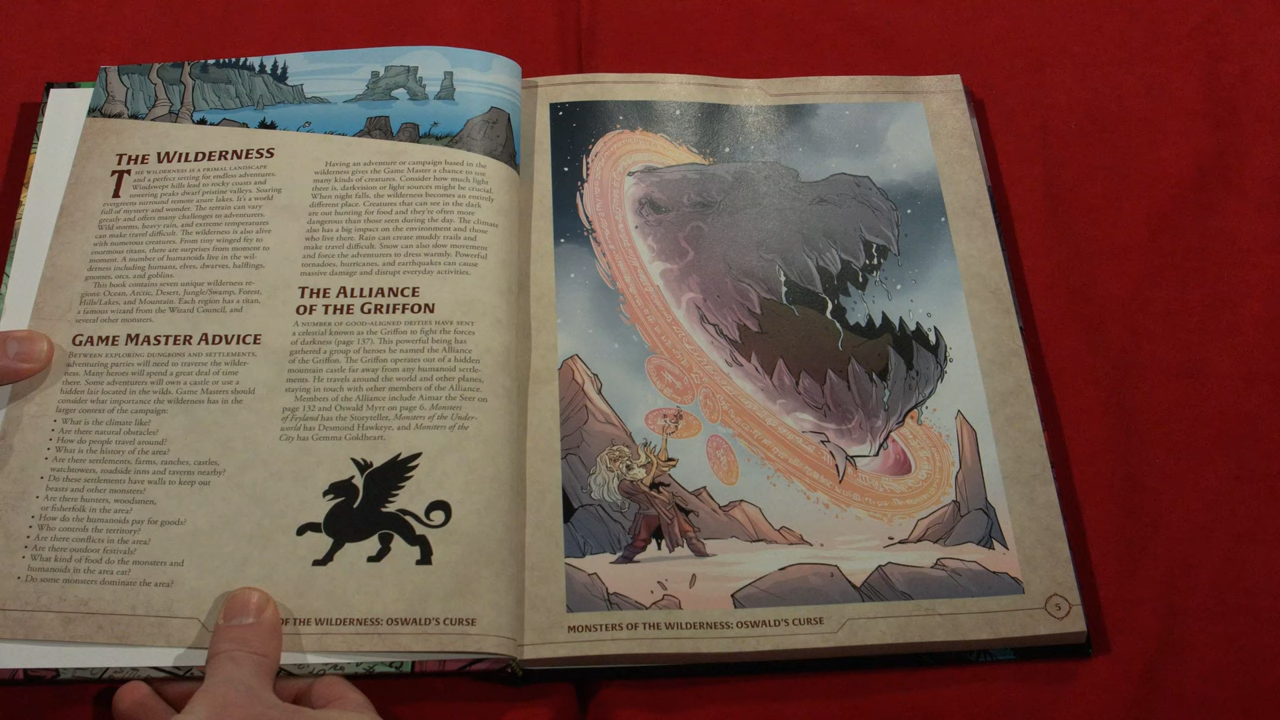 THE WILDERNESS
THE WILDERNESS IS A PRIMAL LANDSCAPE
and a perfect setting for endless adventures.
Windswept hills lead to rocky coasts and
towering peaks dwarf pristine valleys. Soaring
evergreens surround remote azure lakes. It's a world
full of mystery and wonder. The terrain can vary
greatly and offers many challenges to adventurers.
Wild storms, heavy rain, and extreme temperatures
can make travel difficult. The wilderness is also alive
with numerous creatures. From tiny winged fey to
enormous titans, there are surprises from moment to
moment. A number of humanoids live in the wil-
derness including humans, elves, dwarves, halflings,
gnomes, orcs, and goblins.
This book contains seven unique wilderness re-
gions: Ocean, Arctic, Desert, Jungle/Swamp, Forest,
Hills/Lakes, and Mountain. Each region has a titan,
a famous wizard from the Wizard Council, and
several other monsters.
GAME MASTER ADVICE
BETWEEN EXPLORING DUNGEONS AND SETTLEMENTS,
adventuring parties will need to traverse the wilder-
ness. Many heroes will spend a great deal of time
there. Some adventurers will own a castle or use a
hidden fair located in the wilds. Game Masters should
consider what importance the wilderness has in the
larger context of the campaign:
• What is the climate like?
• Are there natural obstacles?
• How do people travel around?
• What is the history of the area?
• Are there settlements, farms, ranches, castles,
watchtowers, roadside inns and taverns nearby?
• Do these settlements have walls to keep out
beasts and other monsters?
• Are there hunters, woodsmen,
or fisherfolk in the area?
• How do the humanoids pay for goods?
• Who controls the territory?
• Are there conflicts in the area?
• Are there outdoor festivals?
• What kind of food do the monsters and
humanoids in the area eat?
• Do some monsters dominate the area?
Having an adventure or campaign based in the
wilderness gives the Game Master a chance to use
many kinds of creatures. Consider how much light
there is, darkvision or light sources might be crucial.
When night falls, the wilderness becomes an entirely
different place. Creatures that can see in the dark
are out hunting for food and they're often more
dangerous than those seen during the day. The climate
also has a big impact on the environment and those
who live there. Rain can create muddy trails and
make travel difficult. Snow can also slow movement
and force the adventurers to dress warmly. Powerful
tornadoes, hurricanes, and earthquakes can cause
massive damage and disrupt everyday activities.
THE ALLIANCE
OF THE GRIFFON
A NUMBER OF GOOD-ALIGNED DEITIES HAVE SENT
a celestial known as the Griffon to fight the forces
of darkness (page 137). This powerful being has
gathered a group of heroes he named the Alliance
of the Griffon. The Griffon operates out of a hidden
mountain castle far away from any humanoid settle-
ments. He travels around the world and other planes,
staying in touch with other members of the Alliance.
Members of the Alliance include Aimar the Seer on
page 132 and Oswald Myrr on page 6. Monsters
of Feyland has the Storyteller, Monsters of the Under-
world has Desmond Hawkeye, and Monsters of the
City has Gemma Goldheart.
OF THE WILDERNESS: OSWALD'S CURSE
MONSTERS OF THE WILDERNESS: OSWALD'S CURSE
5